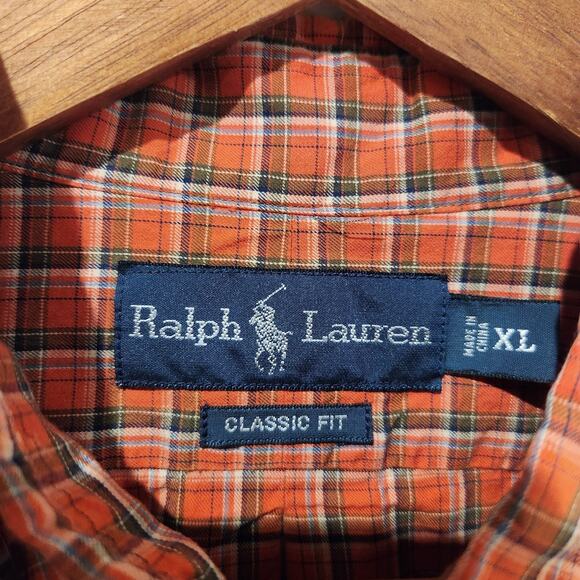 Ralph Lauren
MADE IN
CHINA
XL
CLASSIC FIT